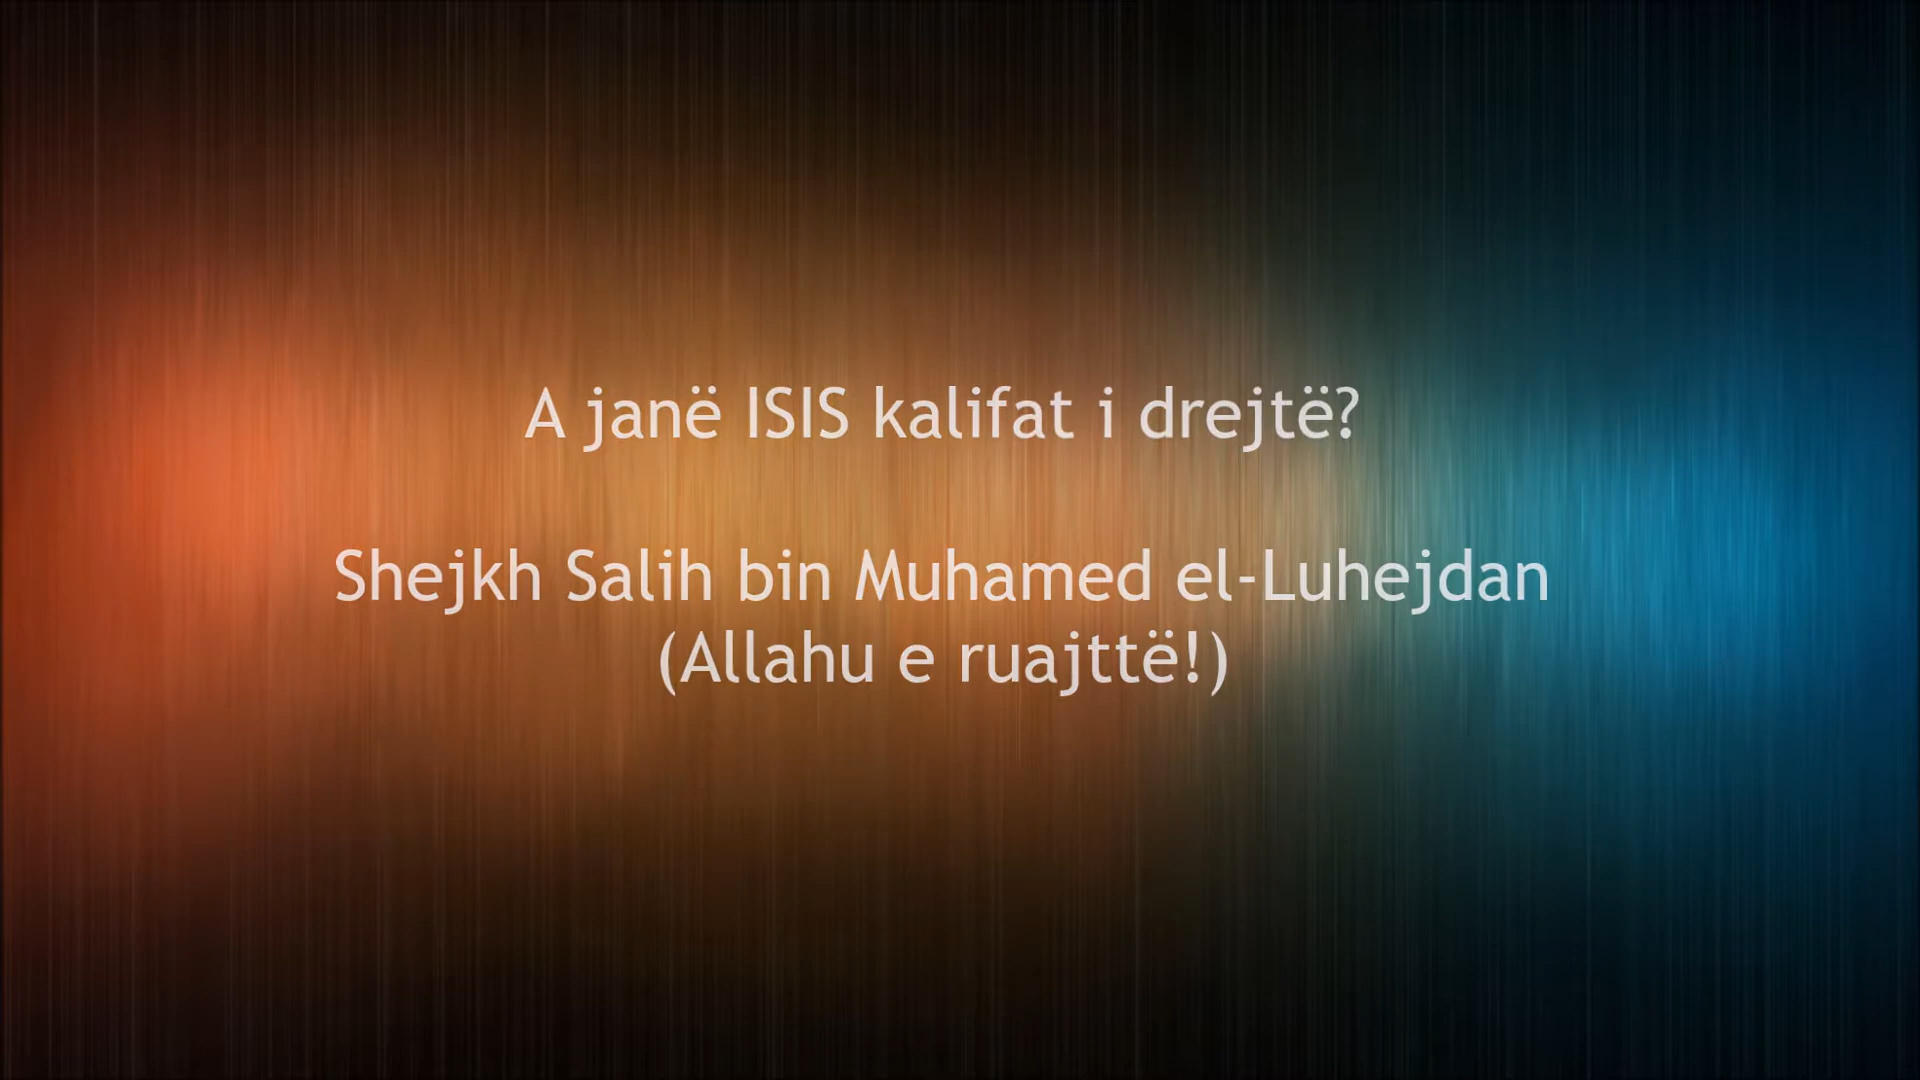 A janë ISIS kalifat i drejtë?
Shejkh Salih bin Muhamed el-Luhejdan
(Allahu e ruajttë!)